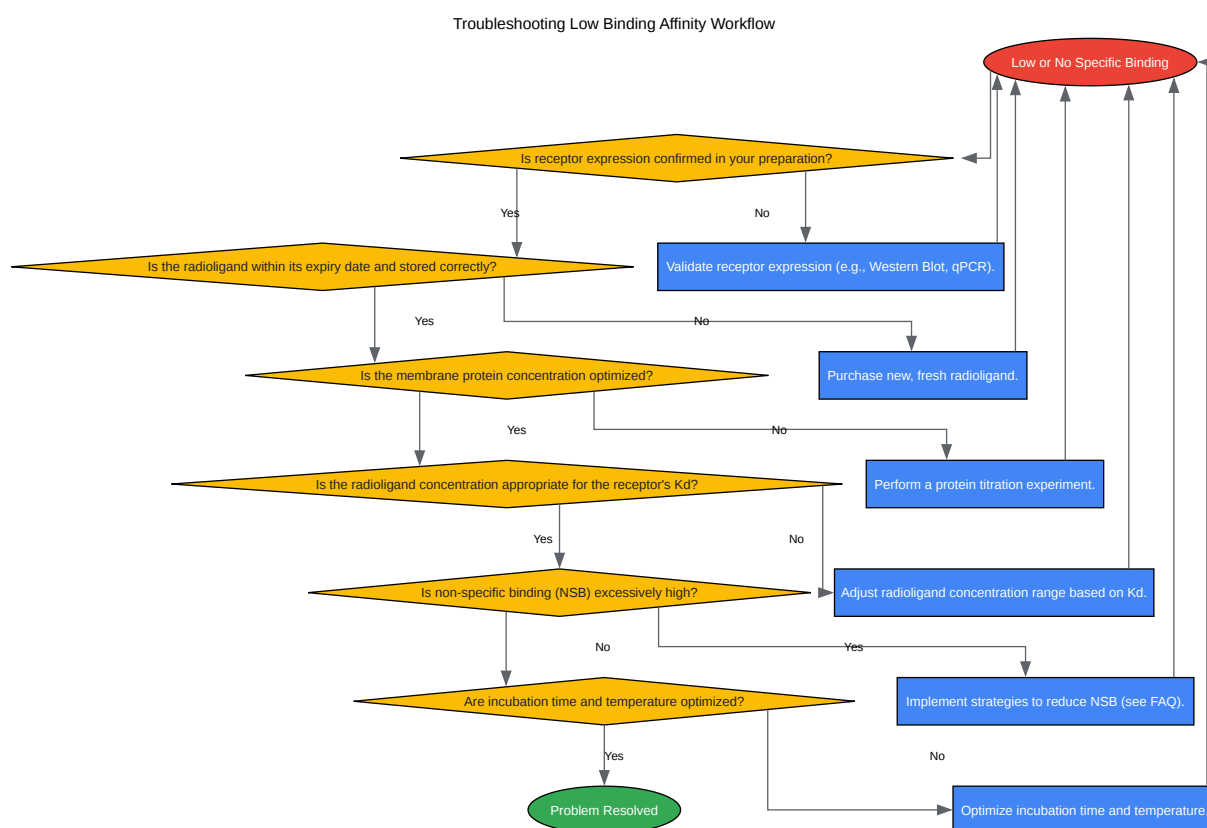 Troubleshooting Low Binding Affinity Workflow
Low or No Specific Binding
Is receptor expression confirmed in your preparation?
Yes
No
Is the radioligand within its expiry date and stored correctly?
Validate receptor expression (e.g., Western Blot, qPCR).
Yes
No
Is the membrane protein concentration optimized?
Purchase new, fresh radioligand.
Yes
No
Is the radioligand concentration appropriate for the receptor's Kd?
Perform a protein titration experiment.
Yes
No
Is non-specific binding (NSB) excessively high?
Adjust radioligand concentration range based on Kd.
No
Yes
Are incubation time and temperature optimized?
Implement strategies to reduce NSB (see FAQ).
Yes
No
Problem Resolved
Optimize incubation time and temperature.